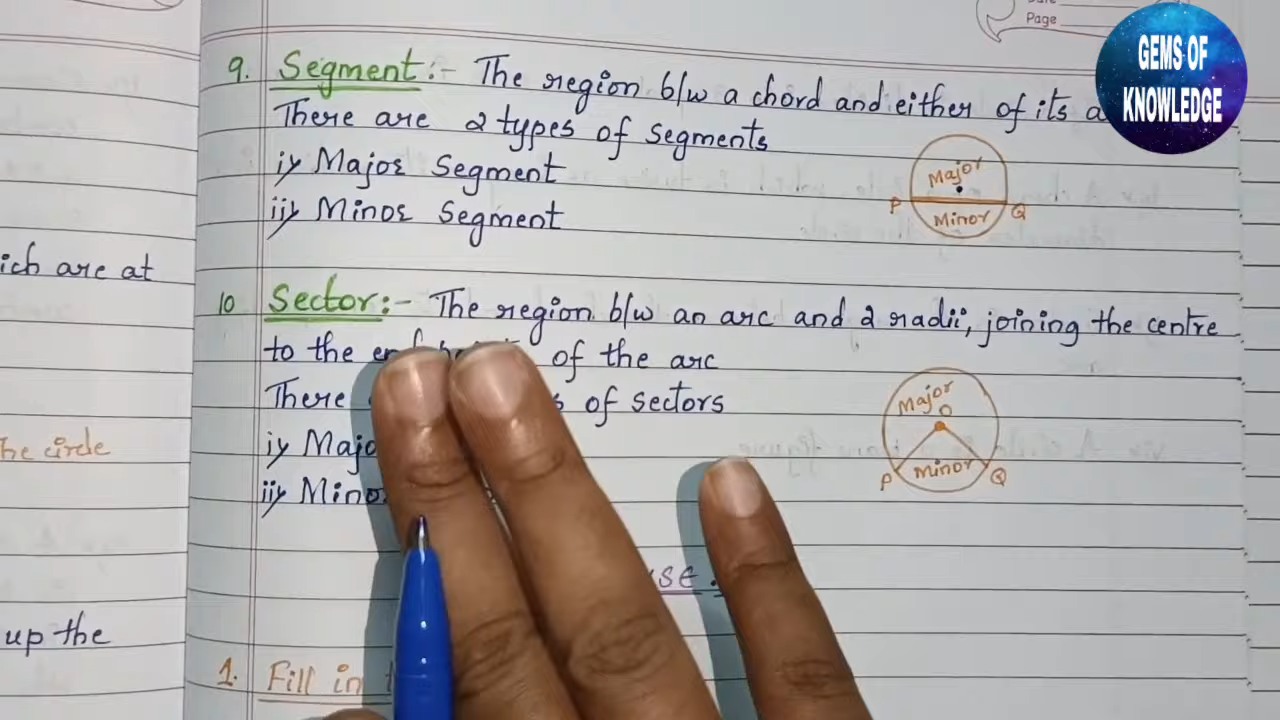 Page
GEMS OF
KNOWLEDGE
9. Segment:- The region b/w a chord and either of its
There are 2 types of segments
i) Major Segment
ii) Minor Segment
Major
P Q
Minor
ich are at
10 Sector:- The region b/w an arc and 2 radii, joining the centre
to the of the arc
There of sectors
i) Majo
ii) Minor
Major
O
Minor
P Q
he circle
up the
1. Fill in